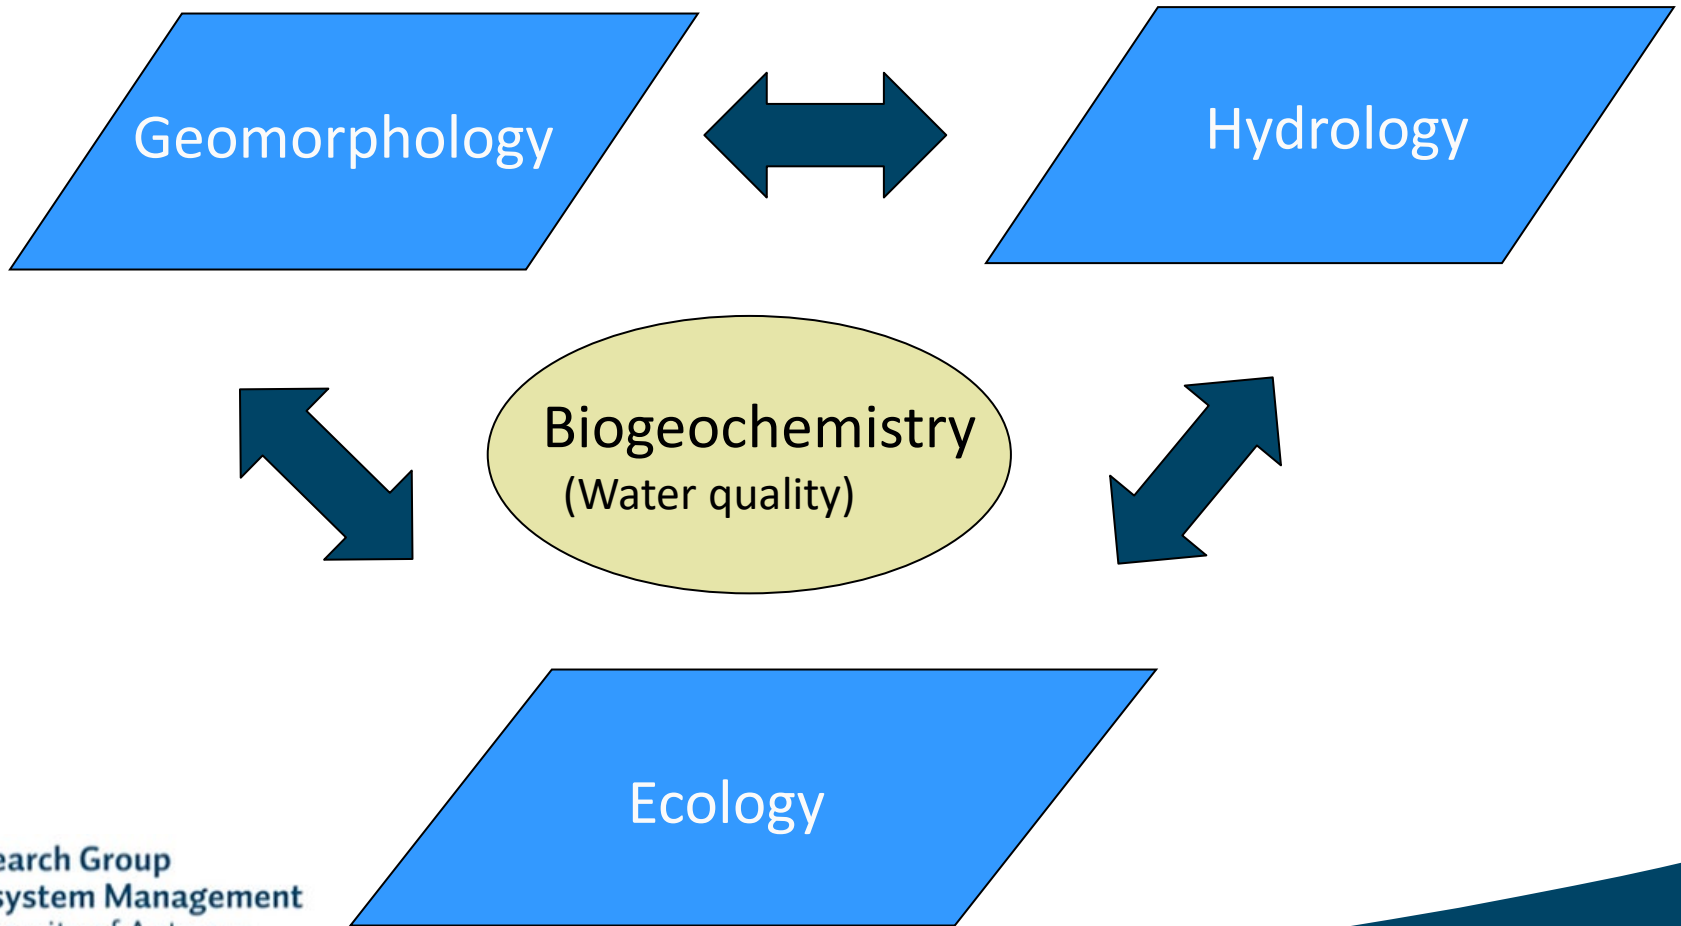 Geomorphology
Hydrology
Biogeochemistry
(Water quality)
Ecology
earch Group
system Management